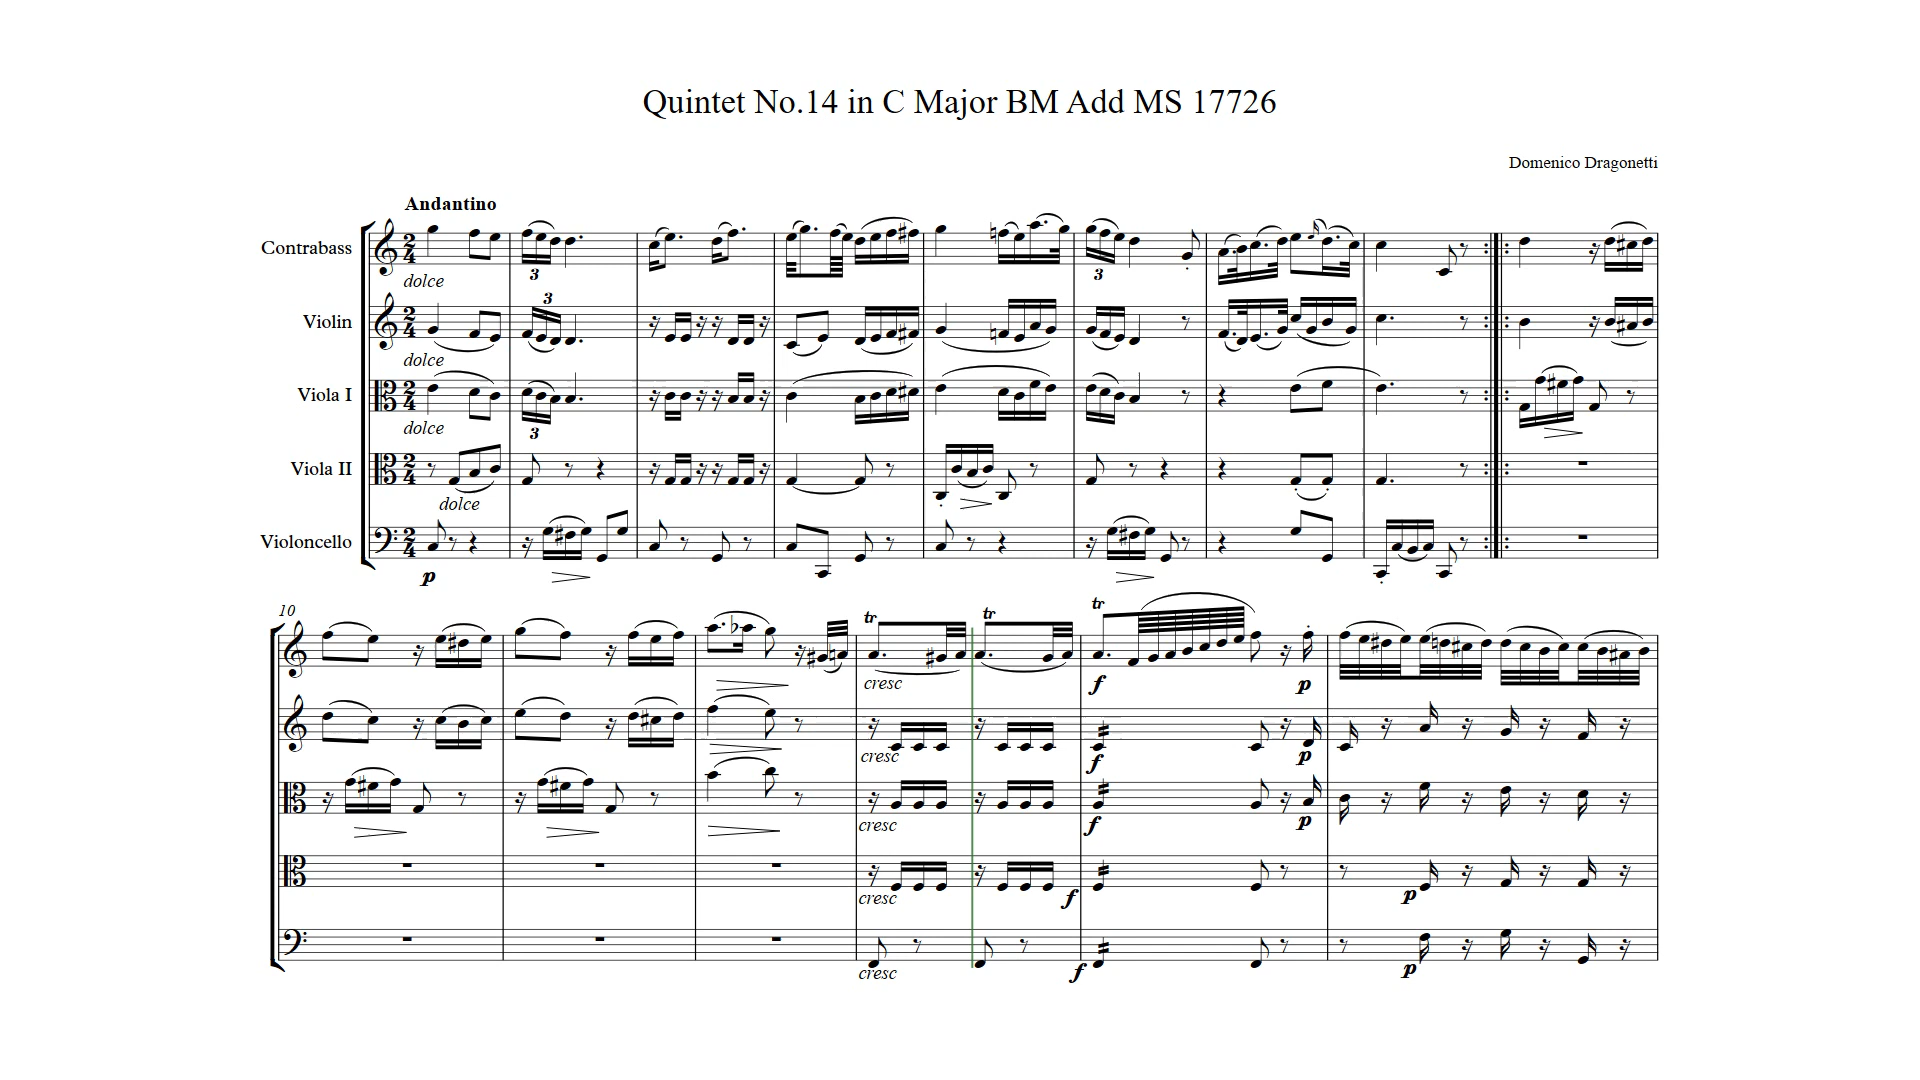 Quintet No.14 in C Major BM Add MS 17726
Domenico Dragonetti
Andantino
Contrabass
dolce
3
3
Violin
3
dolce
Viola I
dolce
3
Viola II
dolce
Violoncello
p
10
tr
tr
tr
cresc
f
p
cresc
f
p
cresc
f
p
cresc
f
p
cresc
f
p